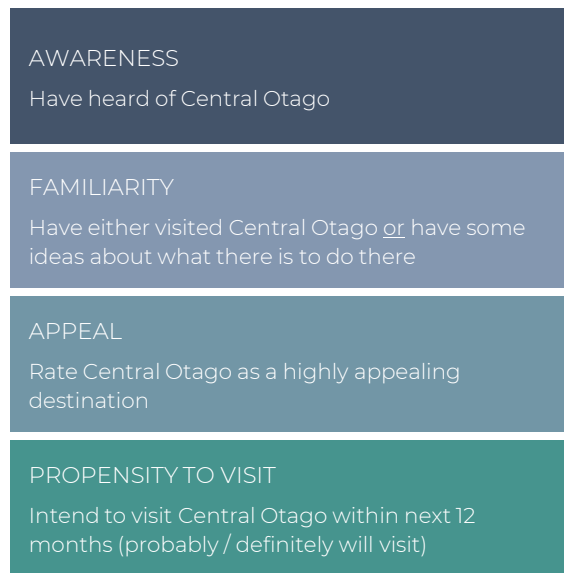 AWARENESS
Have heard of Central Otago
FAMILIARITY
Have either visited Central Otago or have some
ideas about what there is to do there
APPEAL
Rate Central Otago as a highly appealing
destination
PROPENSITY TO VISIT
Intend to visit Central Otago within next 12
months (probably / definitely will visit)